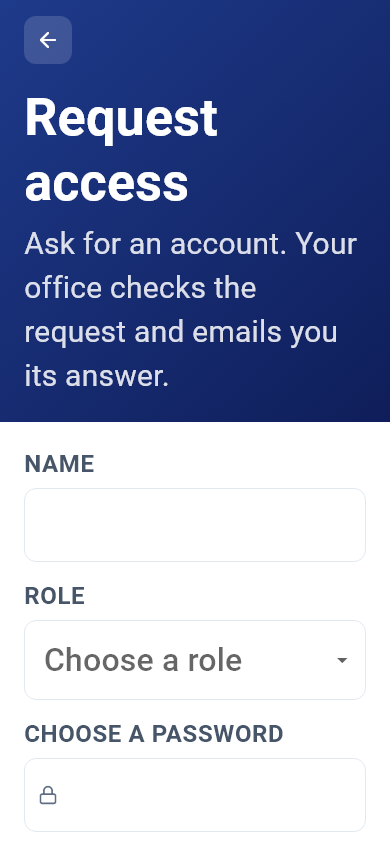 Request
access
Ask for an account. Your
office checks the
request and emails you
its answer.
NAME
ROLE
Choose a role
CHOOSE A PASSWORD